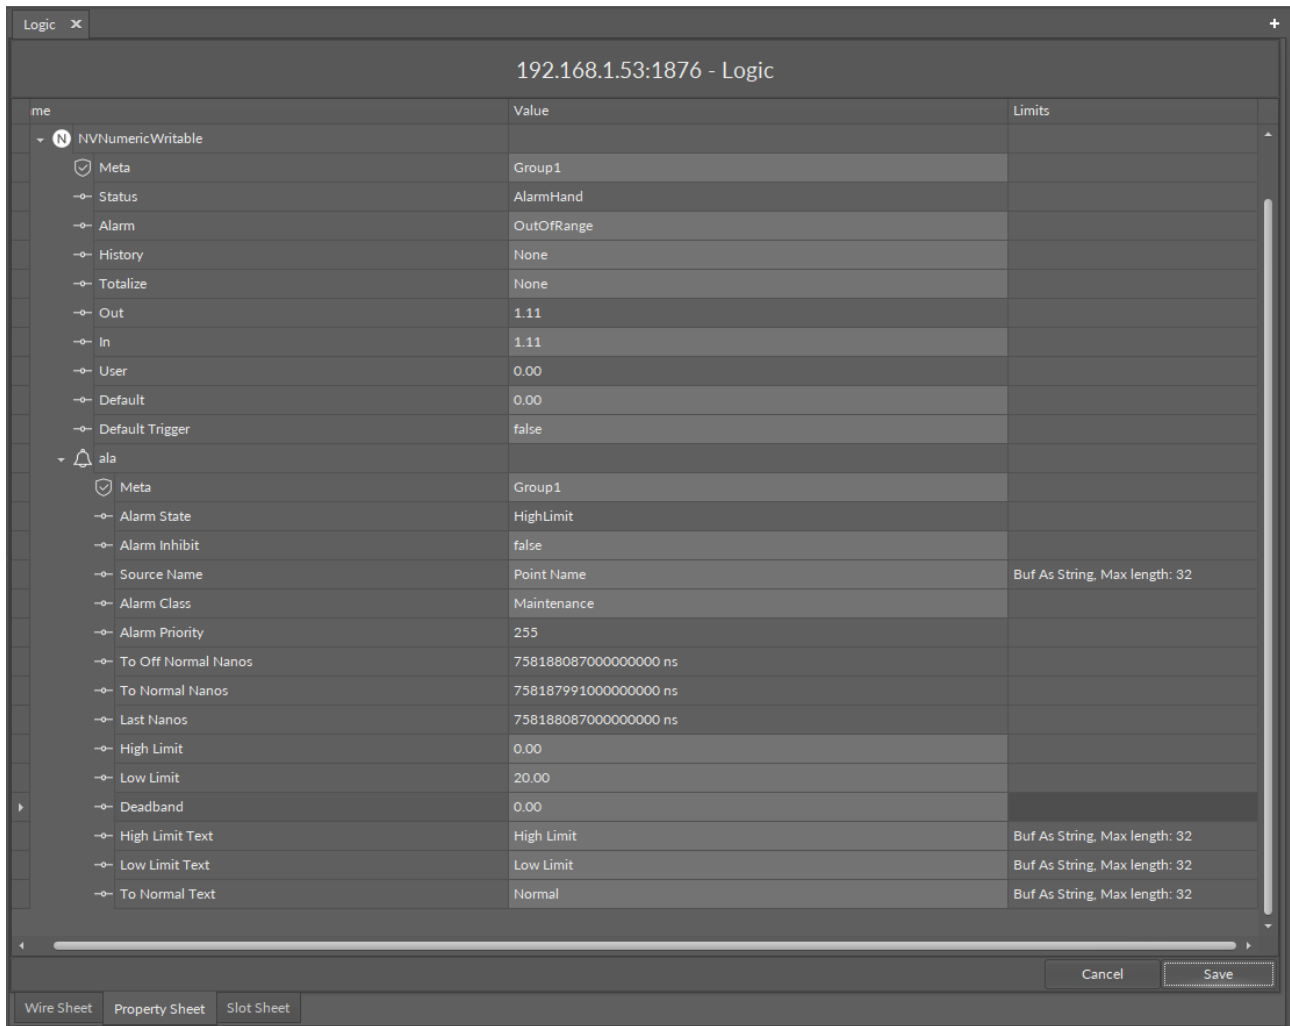 Logic
192.168.1.53:1876 - Logic
me Value Limits
N NVNumericWritable
Meta Group1
Status AlarmHand
Alarm OutOfRange
History None
Totalize None
Out 1.11
In 1.11
User 0.00
Default 0.00
Default Trigger false
ala
Meta Group1
Alarm State HighLimit
Alarm Inhibit false
Source Name Point Name Buf As String, Max length: 32
Alarm Class Maintenance
Alarm Priority 255
To Off Normal Nanos 758188087000000000 ns
To Normal Nanos 758187991000000000 ns
Last Nanos 758188087000000000 ns
High Limit 0.00
Low Limit 20.00
Deadband 0.00
High Limit Text High Limit Buf As String, Max length: 32
Low Limit Text Low Limit Buf As String, Max length: 32
To Normal Text Normal Buf As String, Max length: 32
Cancel Save
Wire Sheet Property Sheet Slot Sheet